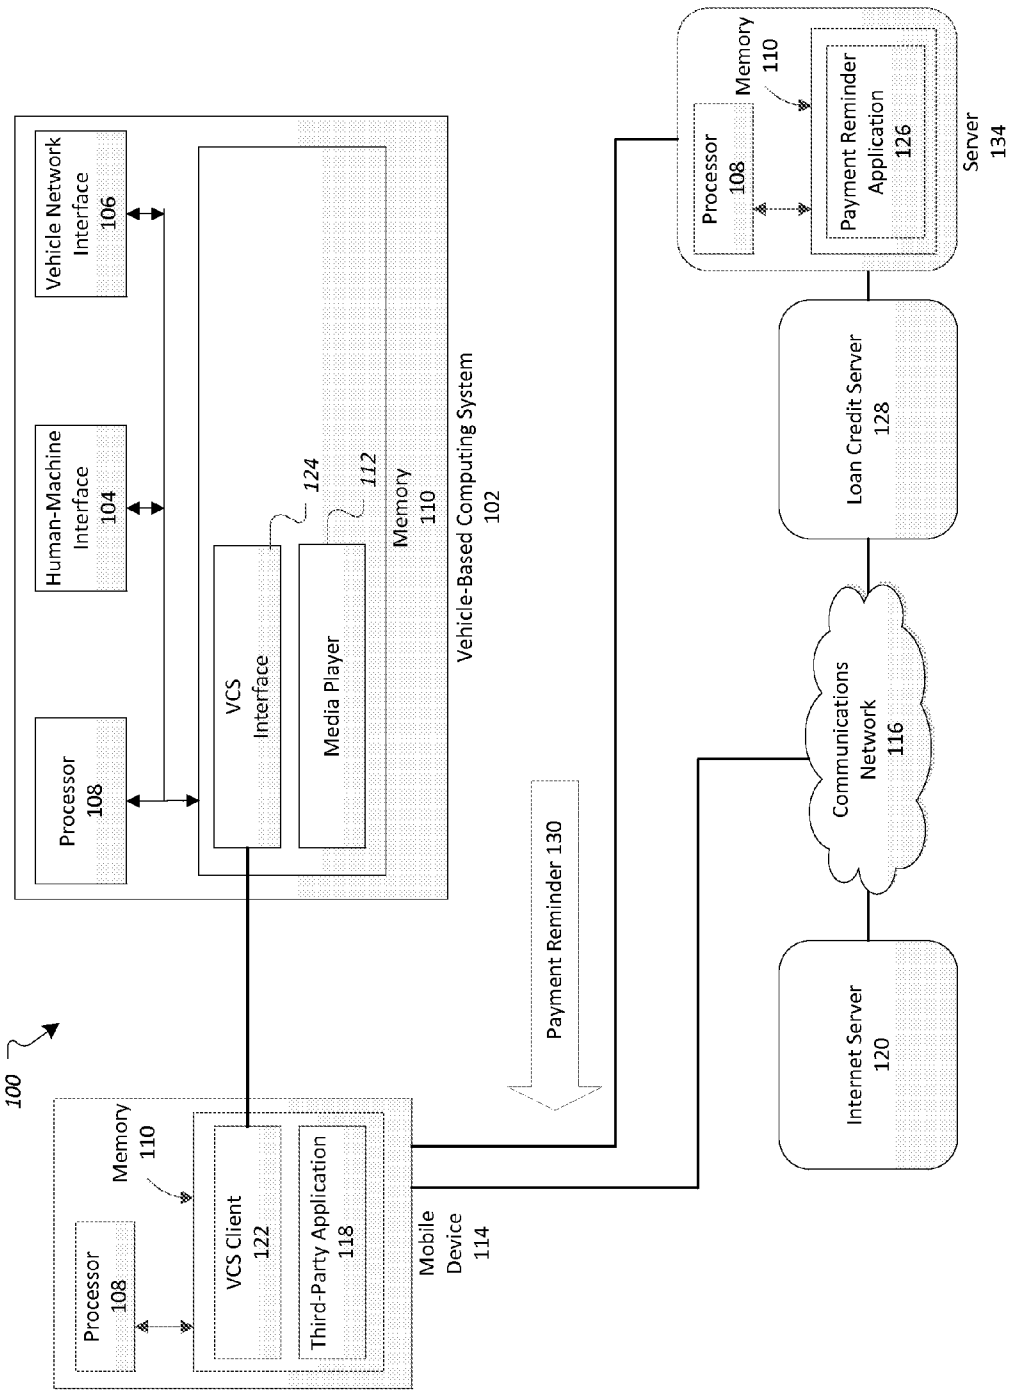 100
Processor
108
Memory
110
VCS Client
122
Third-Party Application
118
Mobile
Device
114
Processor
108
Human-Machine
Interface
104
Vehicle Network
Interface
106
VCS
Interface
124
Media Player
112
Memory
110
Vehicle-Based Computing System
102
Payment Reminder 130
Internet Server
120
Communications
Network
116
Loan Credit Server
128
Processor
108
Memory
110
Payment Reminder
Application
126
Server
134